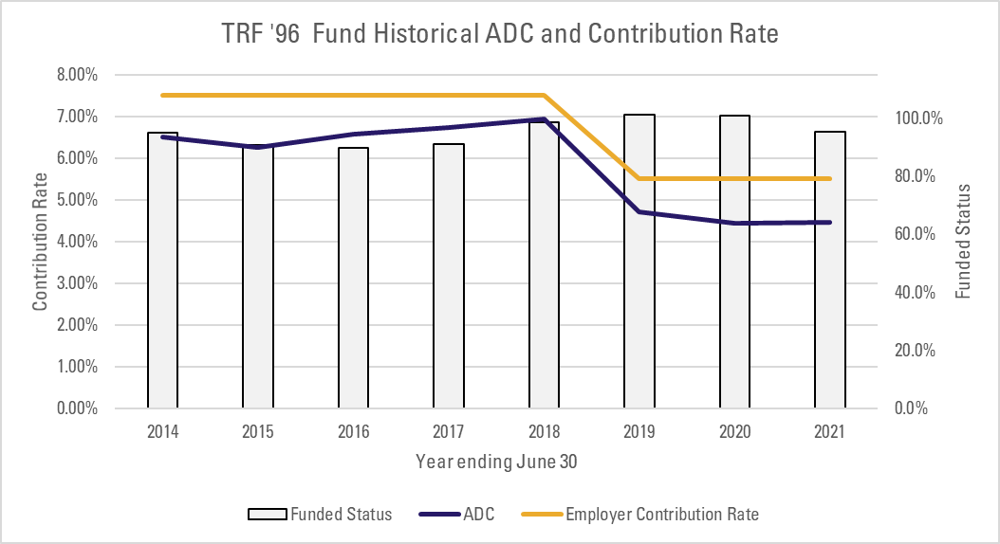 TRF '96  Fund Historical ADC and Contribution Rate
8.00%
7.00%
6.00%
5.00%
4.00%
3.00%
2.00%
1.00%
0.00%
Contribution Rate
100.0%
80.0%
60.0%
40.0%
20.0%
0.0%
Funded Status
2014 2015 2016 2017 2018 2019 2020 2021
Year ending June 30
Funded Status ADC Employer Contribution Rate